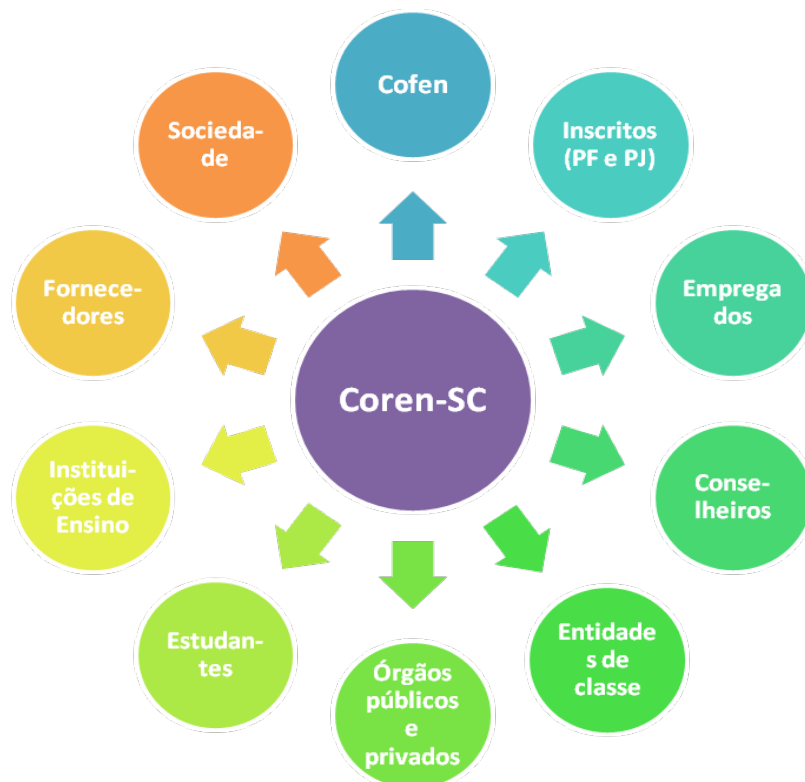 Cofen
Inscritos
(PF e PJ)
Emprega
dos
Conse-
lheiros
Entidade
s de
classe
Órgãos
públicos
e
privados
Estudan-
tes
Institui-
ções de
Ensino
Fornece-
dores
Socieda-
de
Coren-SC